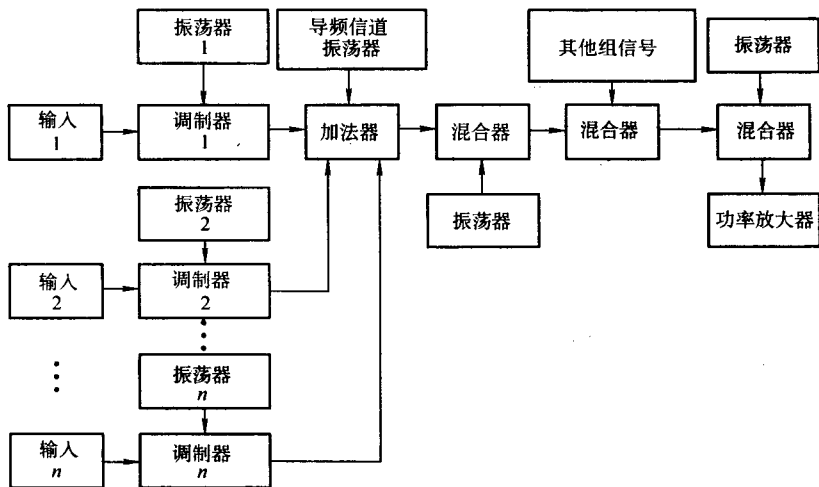 振荡器
1
导频信道
振荡器
其他组信号
振荡器
输入
1
调制器
1
加法器
混合器
混合器
混合器
振荡器
2
振荡器
功率放大器
输入
2
调制器
2
振荡器
n
输入
n
调制器
n